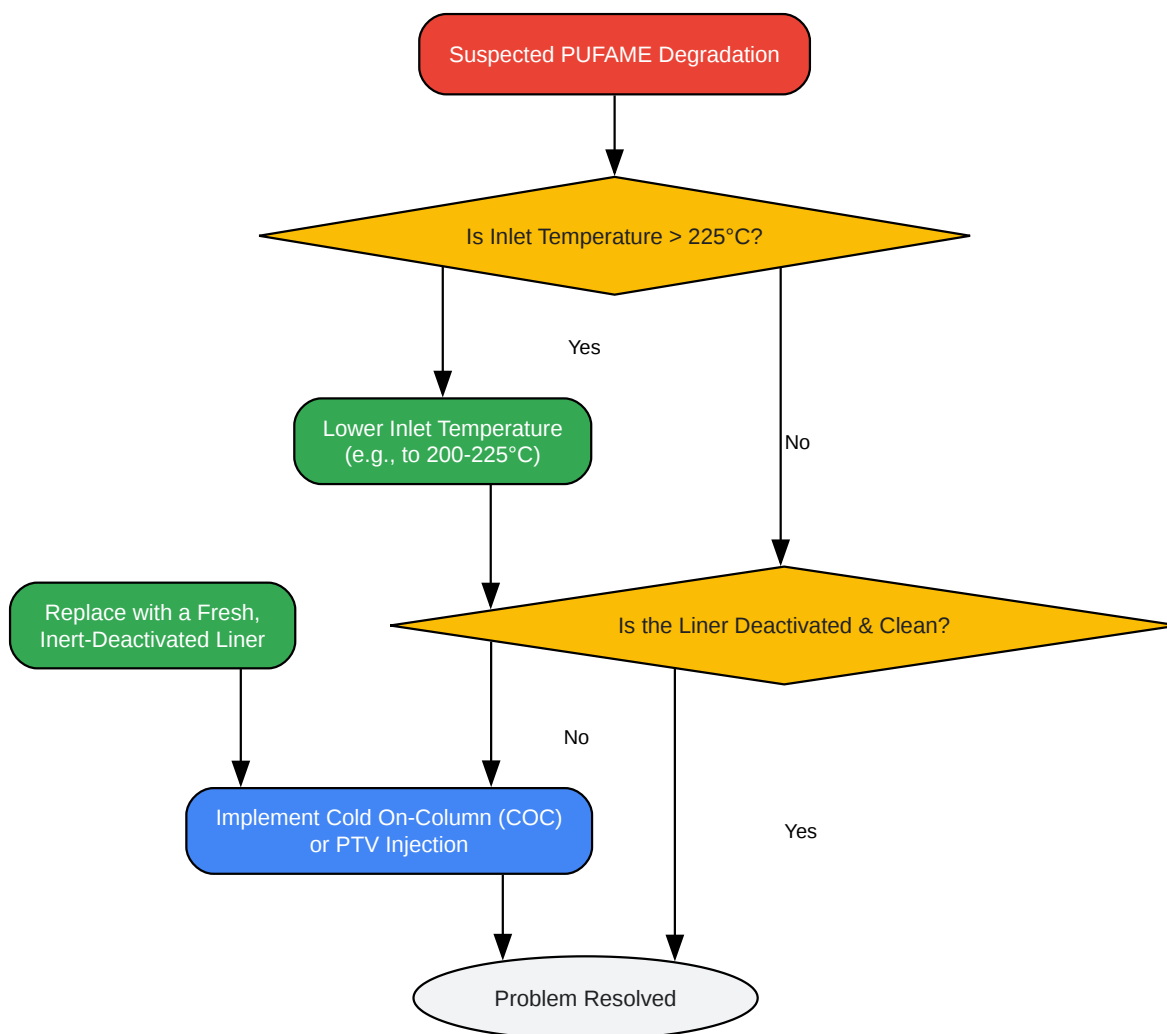 Suspected PUFAME Degradation
Is Inlet Temperature > 225°C?
Yes
Lower Inlet Temperature
(e.g., to 200-225°C)
No
Replace with a Fresh,
Inert-Deactivated Liner
Is the Liner Deactivated & Clean?
No
Implement Cold On-Column (COC)
or PTV Injection
Yes
Problem Resolved